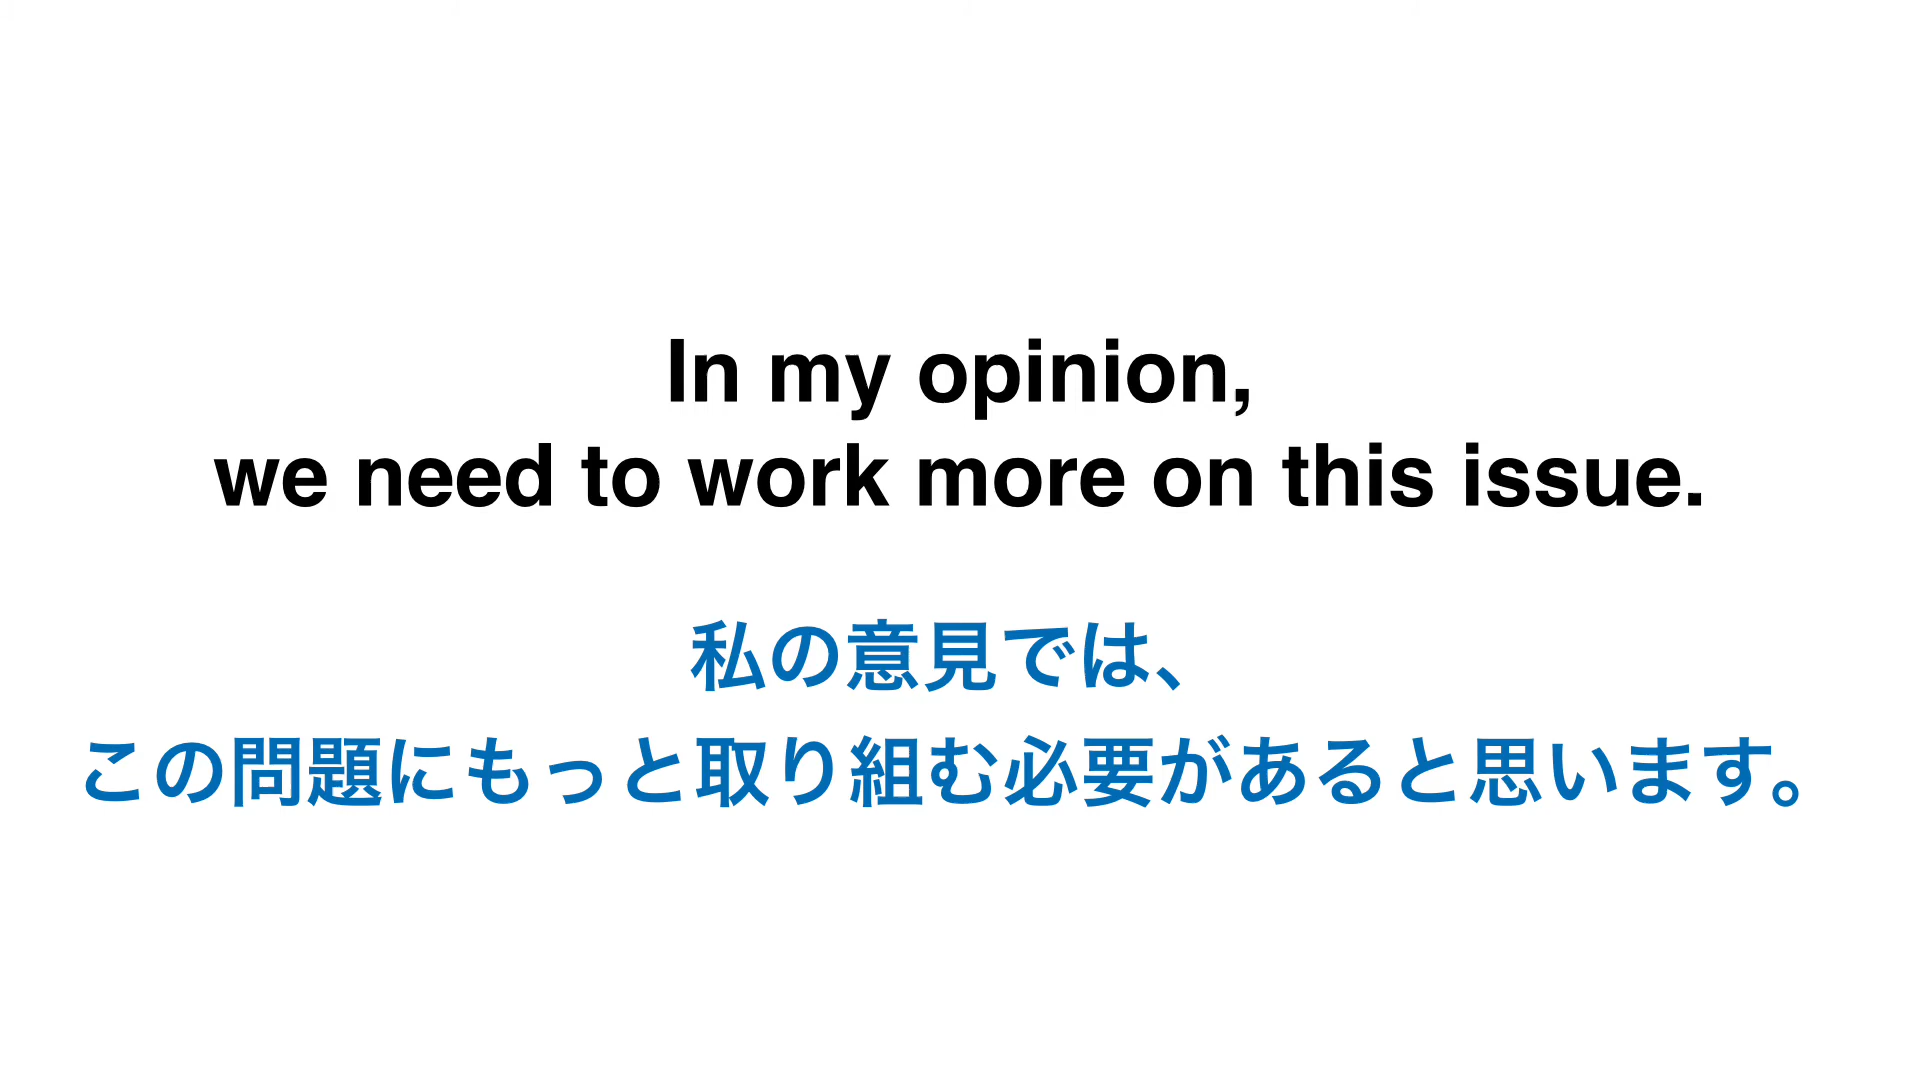 In my opinion,
we need to work more on this issue.
私の意見では、
この問題にもっと取り組む必要があると思います。